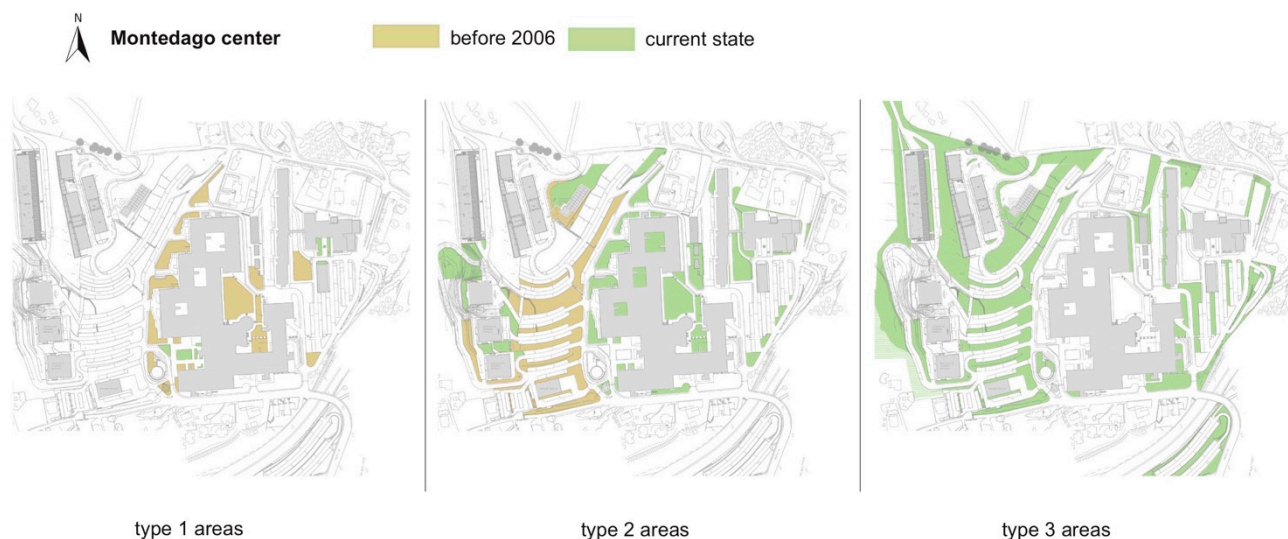 N
Montedago center
before 2006
current state
type 1 areas
type 2 areas
type 3 areas